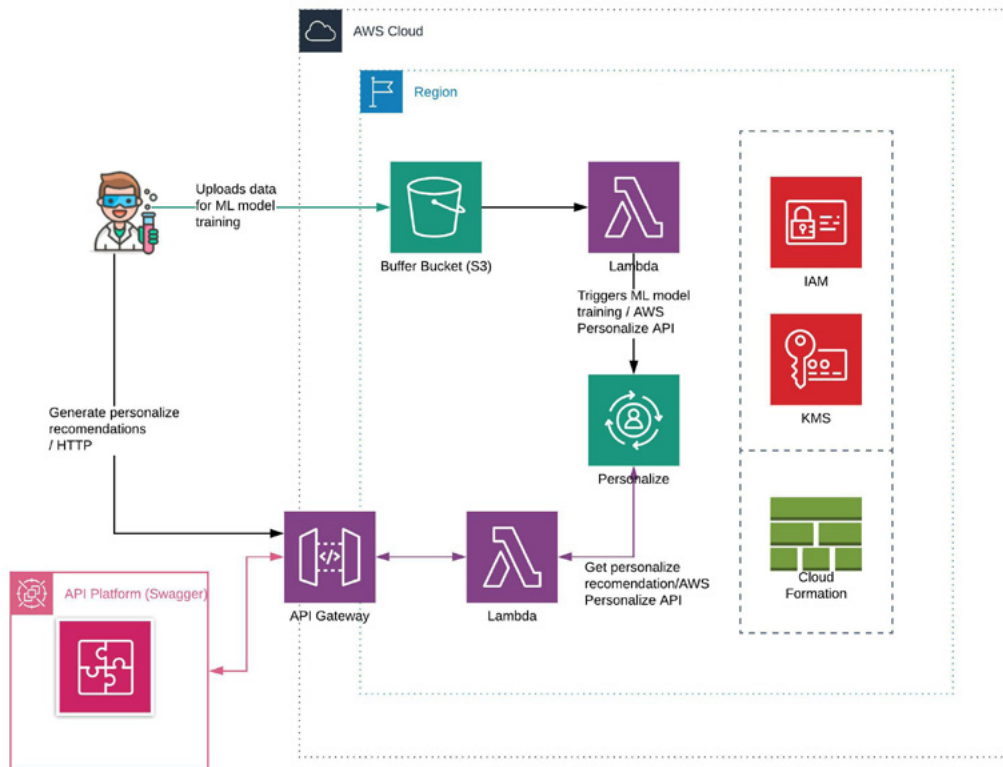 AWS Cloud
Region
Uploads data
for ML model
training
Buffer Bucket (S3)
Lambda
IAM
Triggers ML model
training / AWS
Personalize API
KMS
Generate personalize
recomendations
/ HTTP
Personalize
Cloud
Formation
Get personalize
recomendation/AWS
Personalize API
API Platform (Swagger)
API Gateway
Lambda